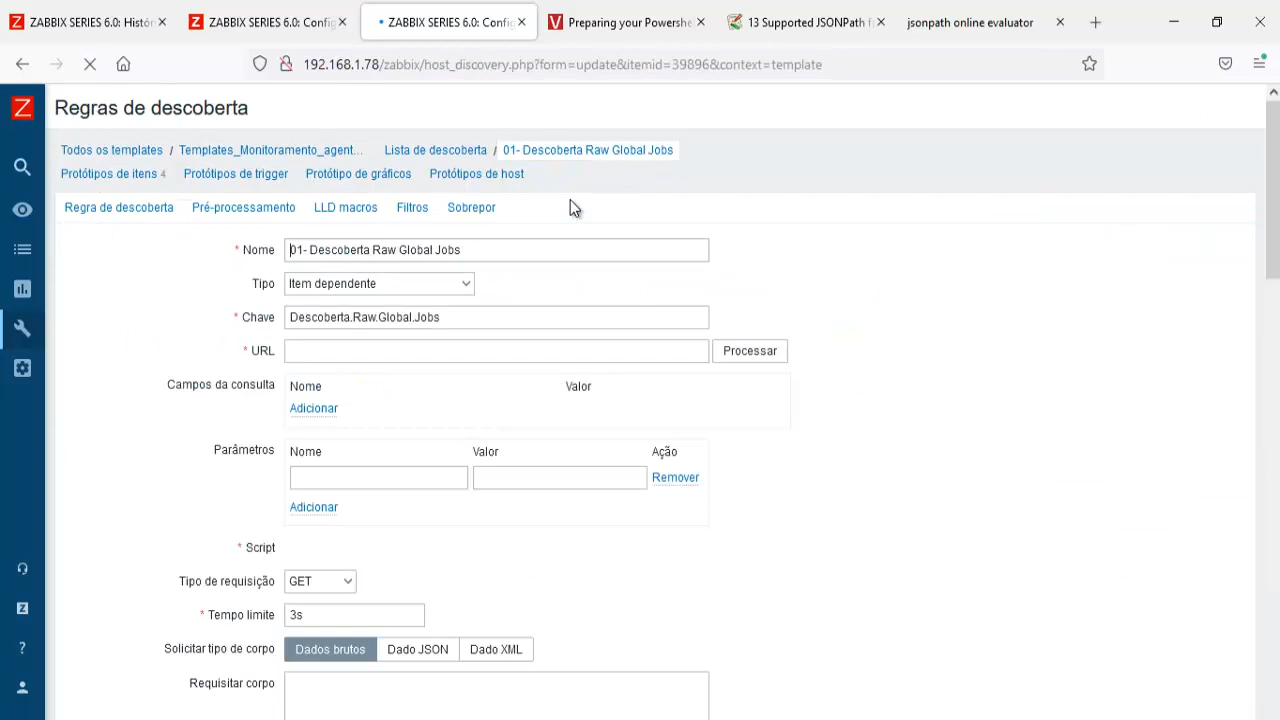 ZABBIX SERIES 6.0: Histór
ZABBIX SERIES 6.0: Config
ZABBIX SERIES 6.0: Config
Preparing your Powershe
13 Supported JSONPath f
jsonpath online evaluator
192.168.1.78/zabbix/host_discovery.php?form=update&itemid=39896&context=template
Z
Regras de descoberta
Todos os templates / Templates_Monitoramento_agent... Lista de descoberta / 01- Descoberta Raw Global Jobs
Protótipos de itens 4 Protótipos de trigger Protótipo de gráficos Protótipos de host
Regra de descoberta Pré-processamento LLD macros Filtros Sobrepor
* Nome 01- Descoberta Raw Global Jobs
Tipo Item dependente
* Chave Descoberta.Raw.Global.Jobs
* URL Processar
Campos da consulta Nome Valor
Adicionar
Parâmetros Nome Valor Ação
Remover
Adicionar
* Script
Tipo de requisição GET
* Tempo limite 3s
Solicitar tipo de corpo Dados brutos Dado JSON Dado XML
Requisitar corpo
Z
?